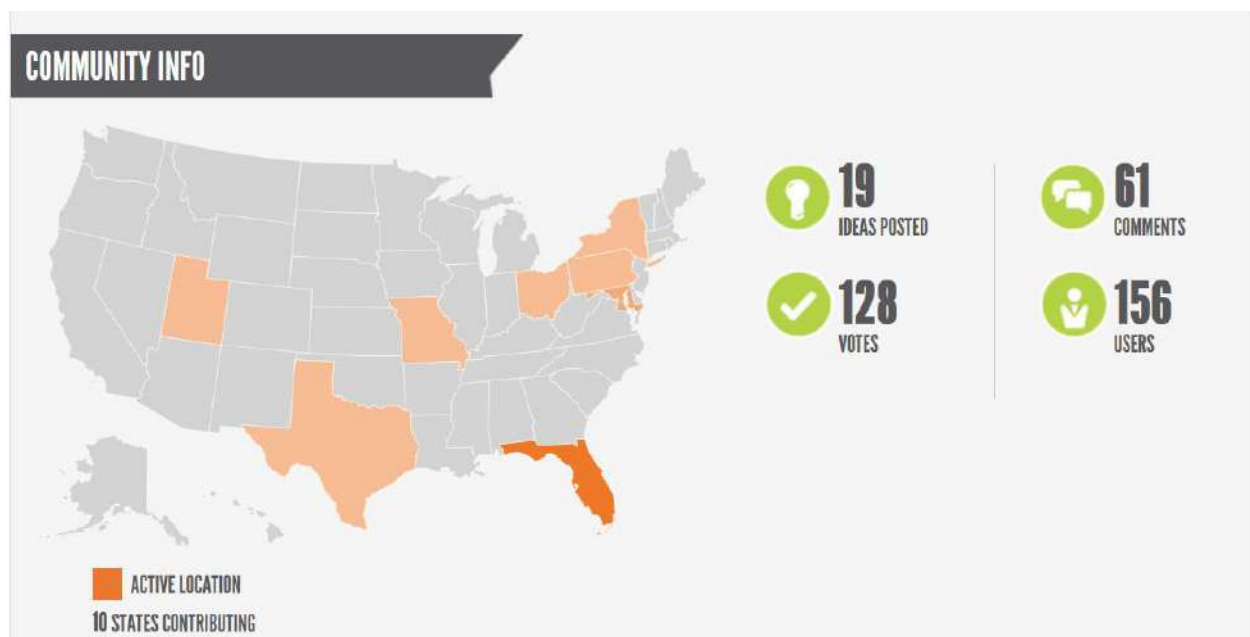 COMMUNITY INFO
19
IDEAS POSTED
61
COMMENTS
128
VOTES
156
USERS
ACTIVE LOCATION
10 STATES CONTRIBUTING